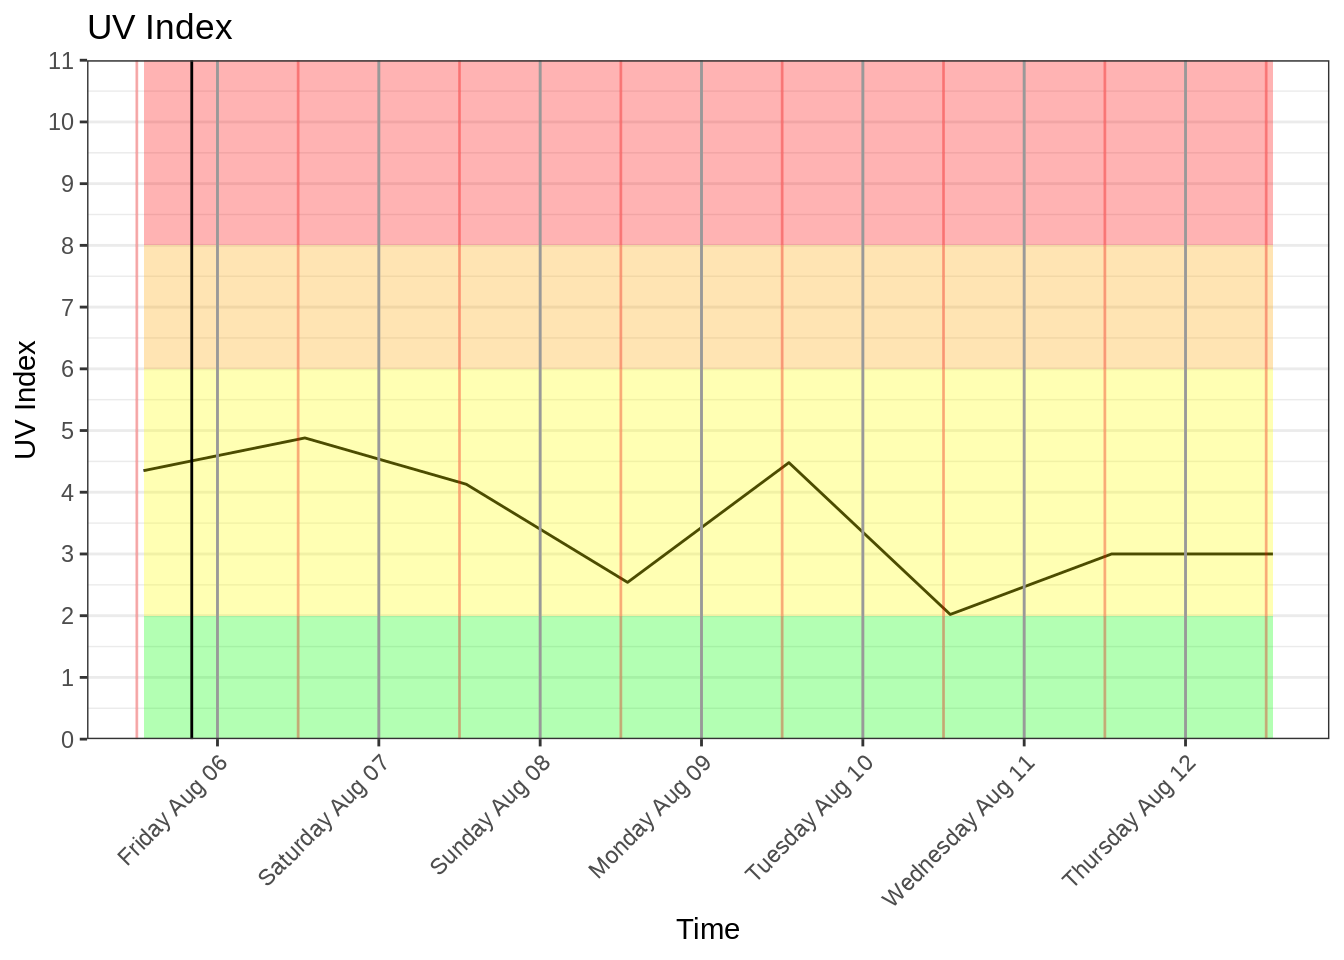 UV Index
11
10
9
8
7
6
5
4
3
2
1
0
UV Index
Friday Aug 06
Saturday Aug 07
Sunday Aug 08
Monday Aug 09
Tuesday Aug 10
Wednesday Aug 11
Thursday Aug 12
Time